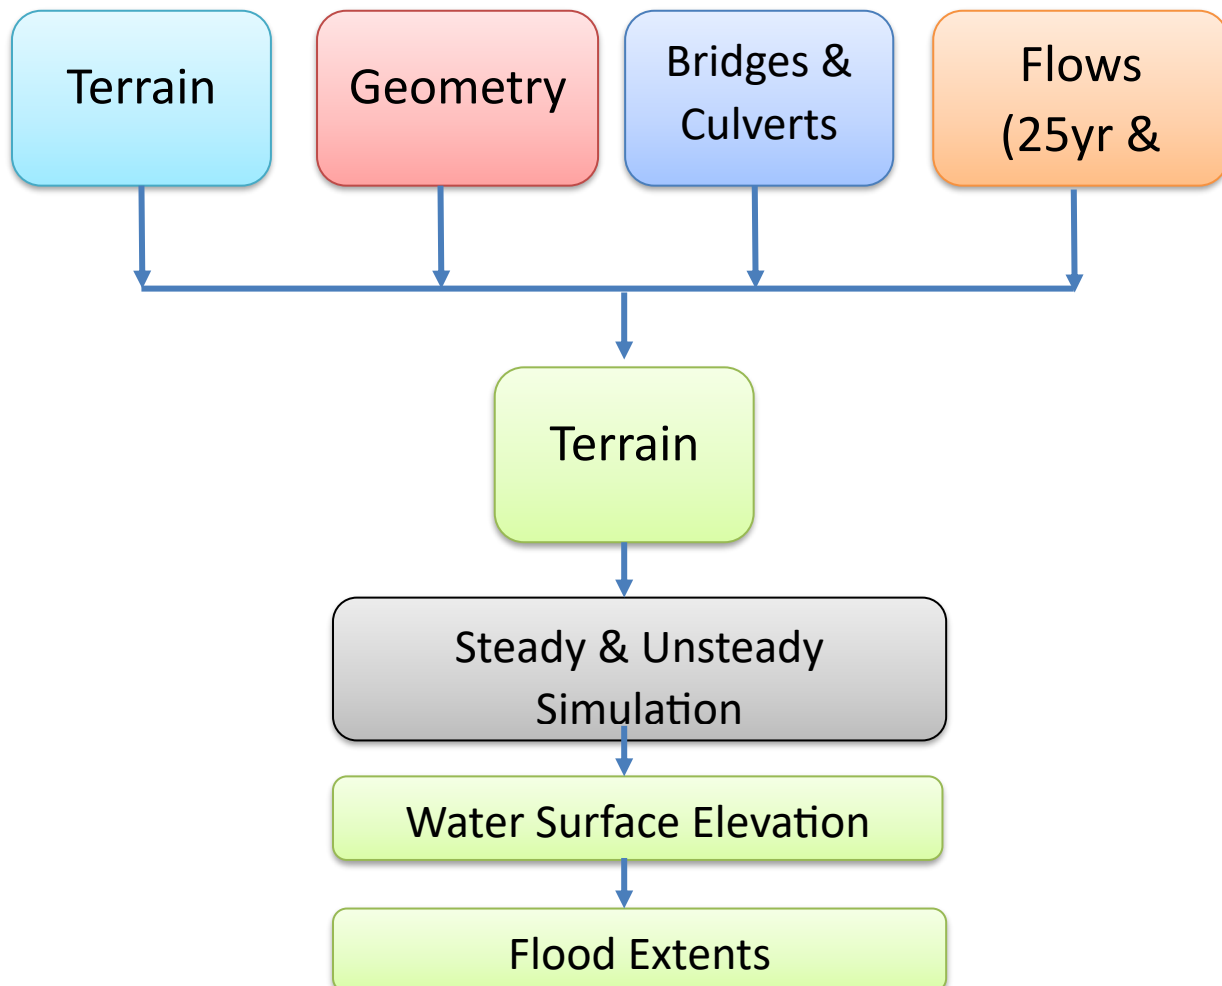 Terrain
Geometry
Bridges &
Culverts
Flows
(25yr &
Terrain
Steady & Unsteady
Simulation
Water Surface Elevation
Flood Extents